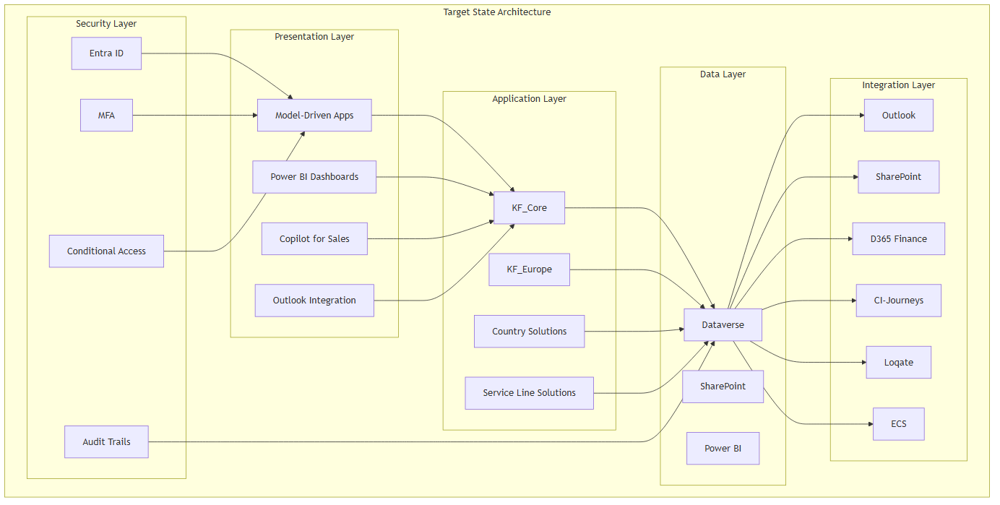 Target State Architecture
Security Layer
Entra ID
MFA
Conditional Access
Audit Trails
Presentation Layer
Model-Driven Apps
Power BI Dashboards
Copilot for Sales
Outlook Integration
Application Layer
KF_Core
KF_Europe
Country Solutions
Service Line Solutions
Data Layer
Dataverse
SharePoint
Power BI
Integration Layer
Outlook
SharePoint
D365 Finance
CI-Journeys
Loqate
ECS